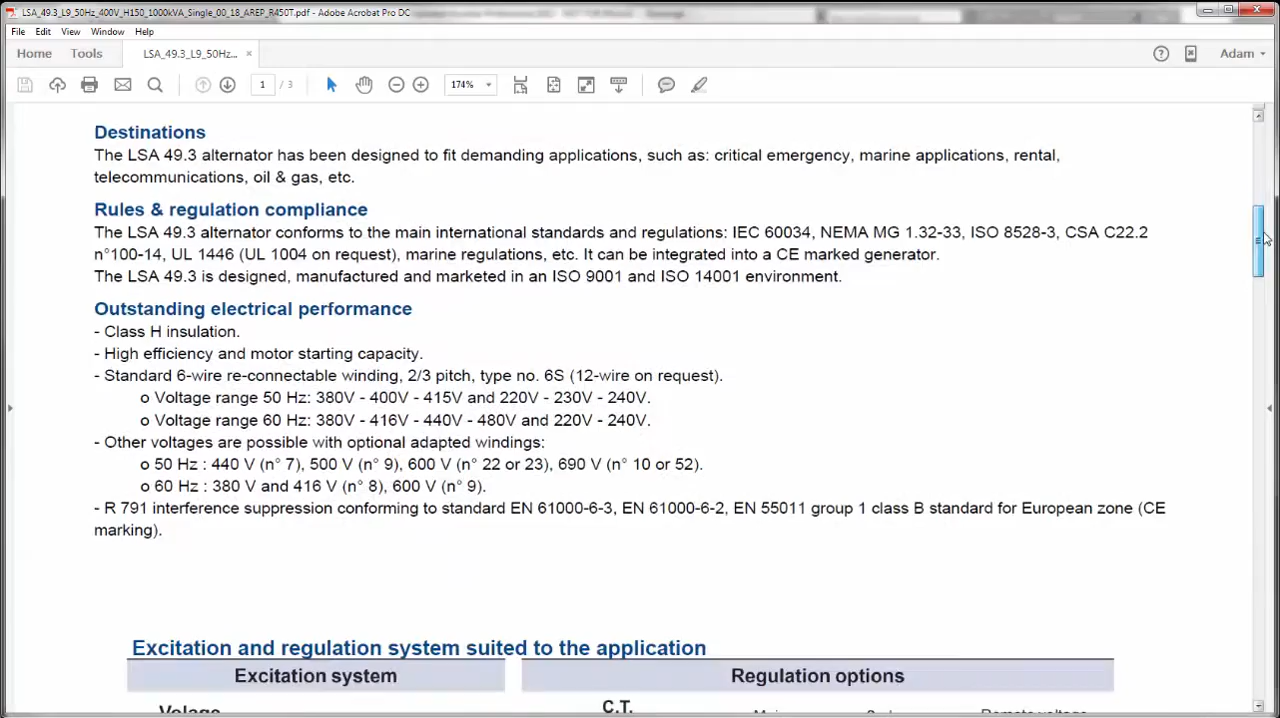 LSA_49.3_L9_50Hz_400V_H150_1000kVA_Single_00_18_AREP_R450T.pdf - Adobe Acrobat Pro DC
File Edit View Window Help
Home Tools LSA_49.3_L9_50Hz... × Adam
1 / 3 174%
Destinations
The LSA 49.3 alternator has been designed to fit demanding applications, such as: critical emergency, marine applications, rental,
telecommunications, oil & gas, etc.
Rules & regulation compliance
The LSA 49.3 alternator conforms to the main international standards and regulations: IEC 60034, NEMA MG 1.32-33, ISO 8528-3, CSA C22.2
n°100-14, UL 1446 (UL 1004 on request), marine regulations, etc. It can be integrated into a CE marked generator.
The LSA 49.3 is designed, manufactured and marketed in an ISO 9001 and ISO 14001 environment.
Outstanding electrical performance
- Class H insulation.
- High efficiency and motor starting capacity.
- Standard 6-wire re-connectable winding, 2/3 pitch, type no. 6S (12-wire on request).
o Voltage range 50 Hz: 380V - 400V - 415V and 220V - 230V - 240V.
o Voltage range 60 Hz: 380V - 416V - 440V - 480V and 220V - 240V.
- Other voltages are possible with optional adapted windings:
o 50 Hz : 440 V (n° 7), 500 V (n° 9), 600 V (n° 22 or 23), 690 V (n° 10 or 52).
o 60 Hz : 380 V and 416 V (n° 8), 600 V (n° 9).
- R 791 interference suppression conforming to standard EN 61000-6-3, EN 61000-6-2, EN 55011 group 1 class B standard for European zone (CE
marking).
Excitation and regulation system suited to the application
Excitation system Regulation options
Volage C.T. Remote voltage